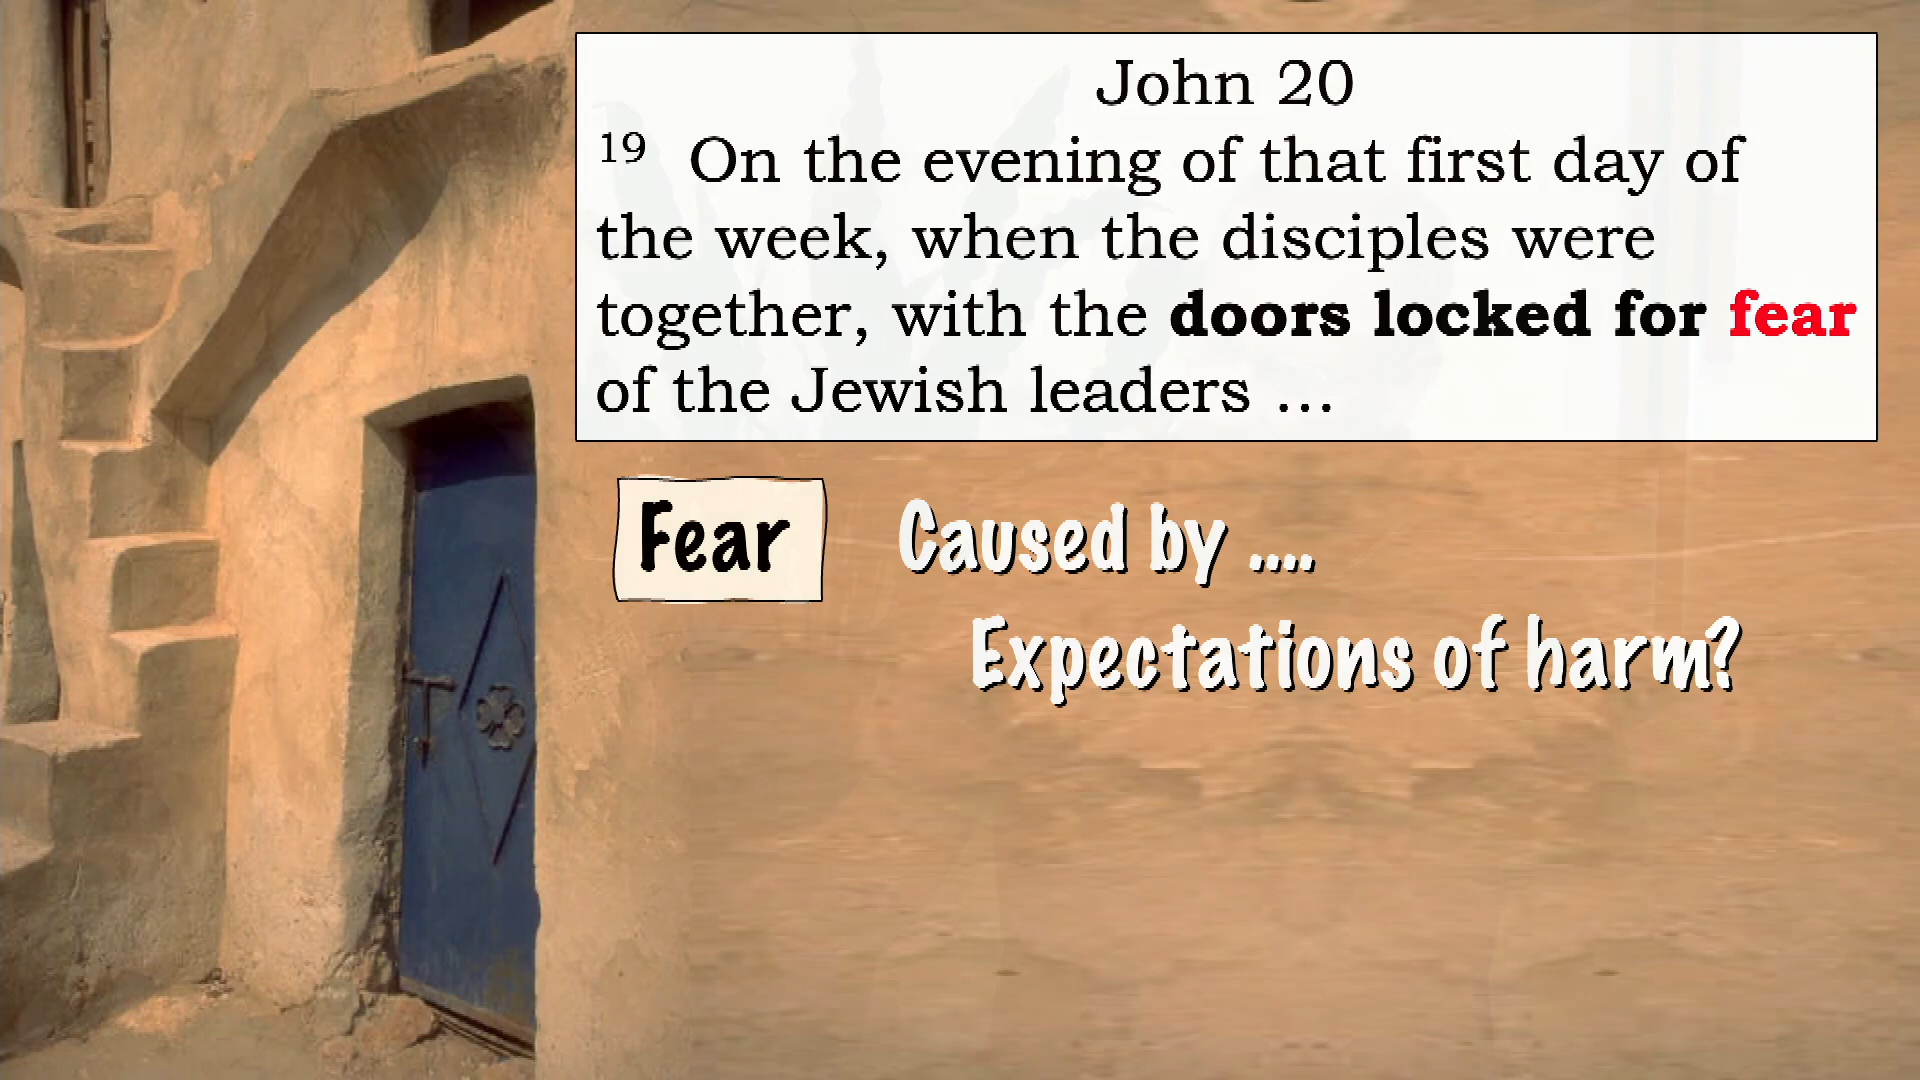 John 20
19 On the evening of that first day of
the week, when the disciples were
together, with the doors locked for fear
of the Jewish leaders ...
Fear Caused by ....
Expectations of harm?